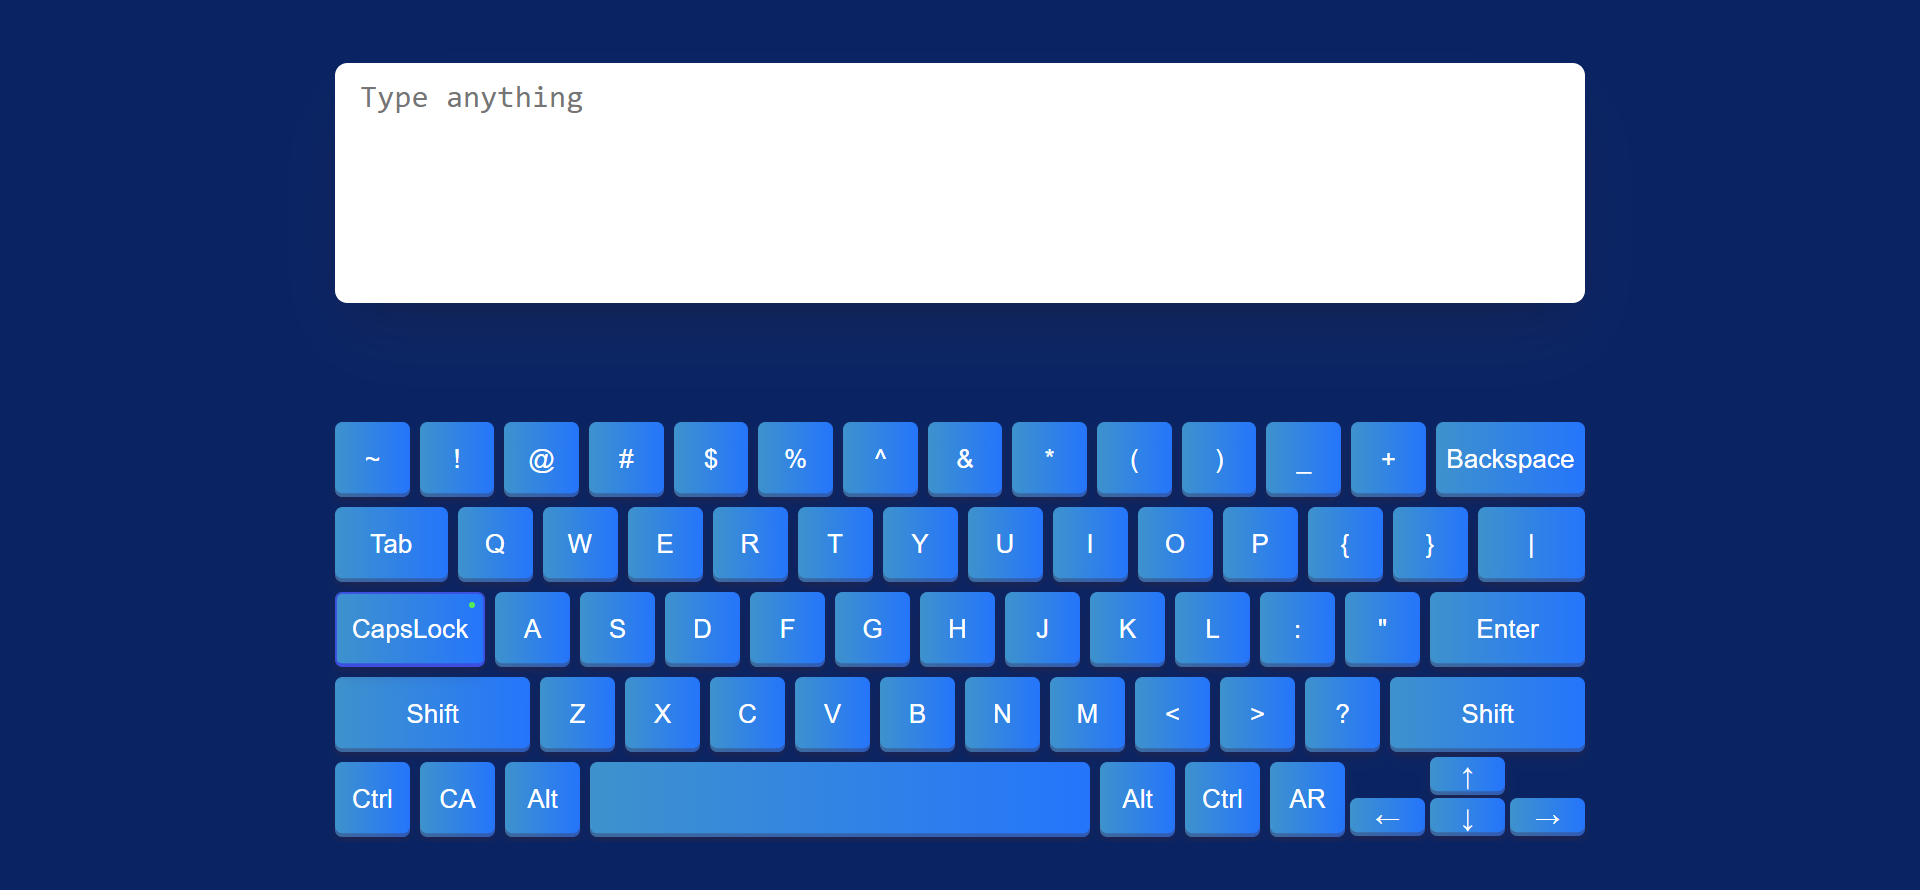 Type anything
~ ! @ # $ % ^ & * ( ) _ + Backspace
Tab Q W E R T Y U I O P { } |
CapsLock A S D F G H J K L : " Enter
Shift Z X C V B N M < > ? Shift
Ctrl CA Alt Alt Ctrl AR ← ↑ ↓ →